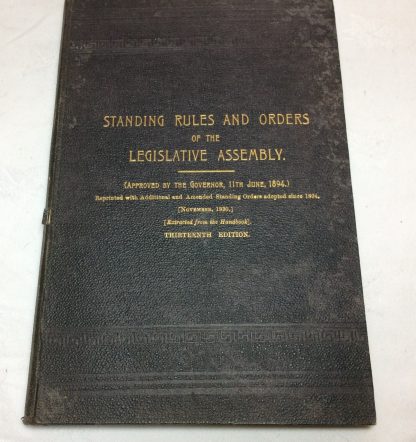 STANDING RULES AND ORDERS
OF THE
LEGISLATIVE ASSEMBLY.
(APPROVED BY THE GOVERNOR, 11TH JUNE, 1894.)
Reprinted with Additional and Amended Standing Orders adopted since 1894.
[NOVEMBER, 1930.]
[Extracted from the Handbook].
THIRTEENTH EDITION.